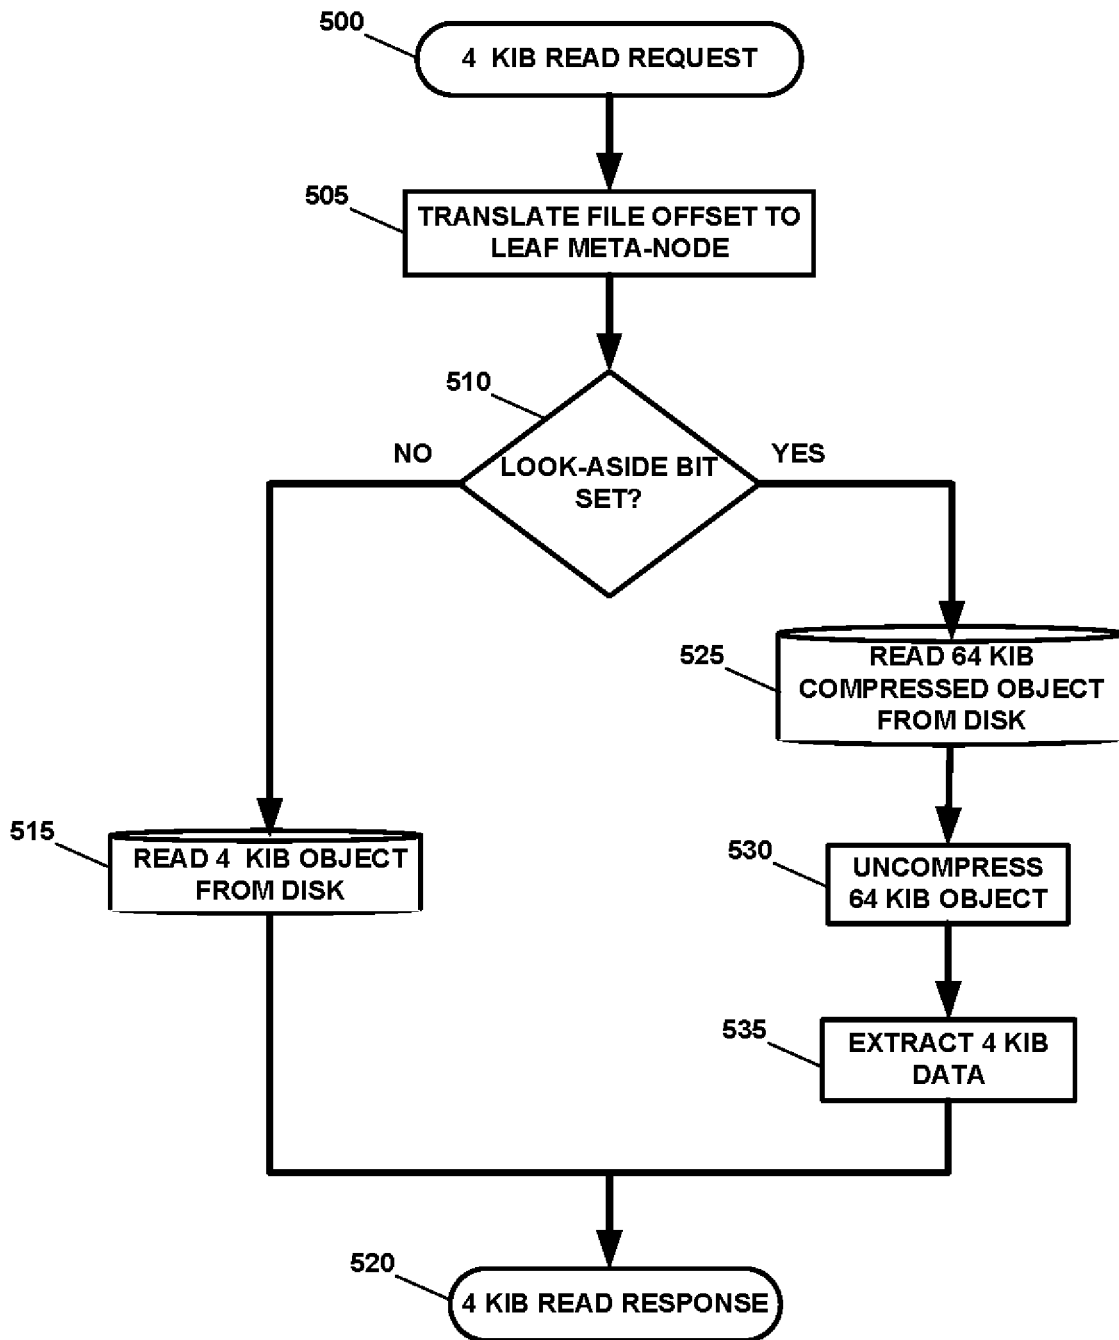 500
4 KIB READ REQUEST
505
TRANSLATE FILE OFFSET TO
LEAF META-NODE
510
NO
YES
LOOK-ASIDE BIT
SET?
525
READ 64 KIB
COMPRESSED OBJECT
FROM DISK
515
READ 4 KIB OBJECT
FROM DISK
530
UNCOMPRESS
64 KIB OBJECT
535
EXTRACT 4 KIB
DATA
520
4 KIB READ RESPONSE